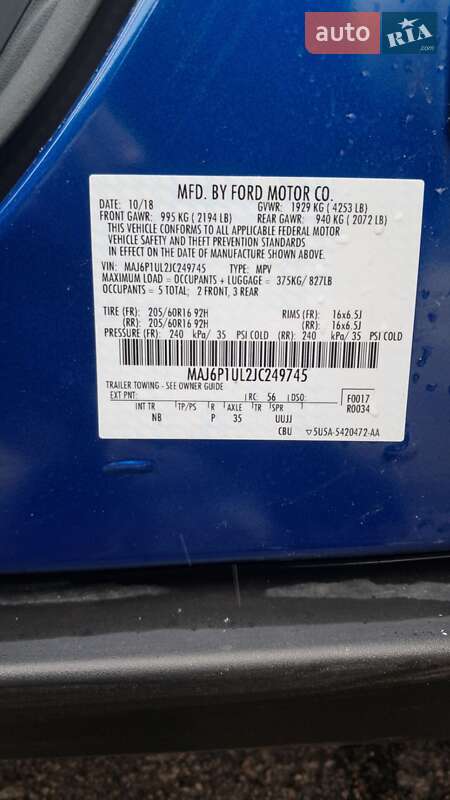 auto RIA .com
MFD. BY FORD MOTOR CO.
DATE: 10/18 GVWR: 1929 KG ( 4253 LB)
FRONT GAWR: 995 KG ( 2194 LB) REAR GAWR: 940 KG ( 2072 LB)
THIS VEHICLE CONFORMS TO ALL APPLICABLE FEDERAL MOTOR
VEHICLE SAFETY AND THEFT PREVENTION STANDARDS
IN EFFECT ON THE DATE OF MANUFACTURE SHOWN ABOVE.
VIN: MAJ6P1UL2JC249745 TYPE: MPV
MAXIMUM LOAD = OCCUPANTS + LUGGAGE = 375KG/ 827LB
OCCUPANTS = 5 TOTAL; 2 FRONT, 3 REAR
TIRE (FR): 205/60R16 92H RIMS (FR): 16x6.5J
(RR): 205/60R16 92H (RR): 16x6.5J
PRESSURE (FR): 240 kPa/ 35 PSI COLD (RR): 240 kPa/ 35 PSI COLD
MAJ6P1UL2JC249745
TRAILER TOWING - SEE OWNER GUIDE
EXT PNT: RC: 56 DSO: F0017
INT TR TP/PS R AXLE TR SPR R0034
NB P 35 UUJJ
CBU ▽5U5A-5420472-AA